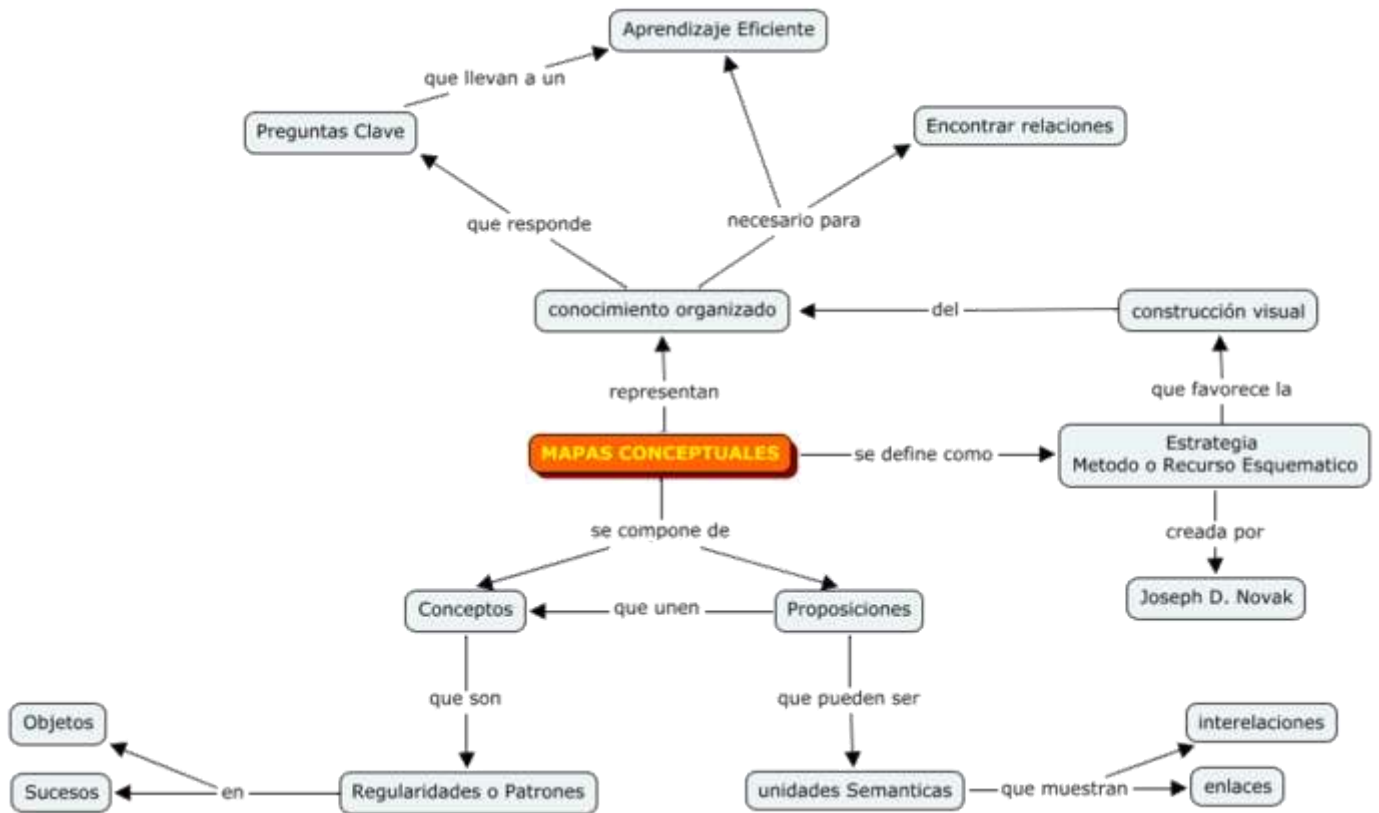 Aprendizaje Eficiente
que llevan a un
Preguntas Clave
Encontrar relaciones
que responde
necesario para
conocimiento organizado
del
construcción visual
representan
que favorece la
MAPAS CONCEPTUALES
se define como
Estrategia
Metodo o Recurso Esquematico
se compone de
creada por
Conceptos
que unen
Proposiciones
Joseph D. Novak
que son
que pueden ser
Objetos
interelaciones
Sucesos
en
Regularidades o Patrones
unidades Semanticas
que muestran
enlaces